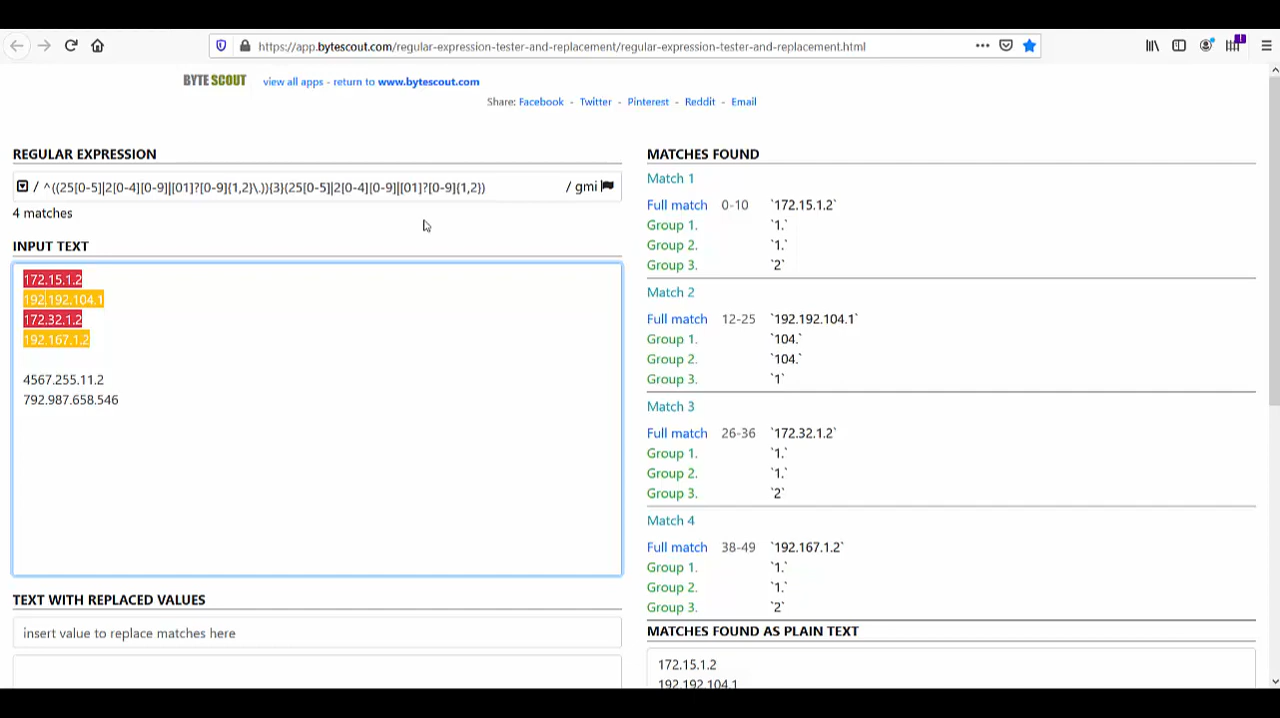 https://app.bytescout.com/regular-expression-tester-and-replacement/regular-expression-tester-and-replacement.html
BYTESCOUT view all apps - return to www.bytescout.com
Share: Facebook - Twitter - Pinterest - Reddit - Email
REGULAR EXPRESSION
/ ^((25[0-5]|2[0-4][0-9]|[01]?[0-9]{1,2}\.)){3}(25[0-5]|2[0-4][0-9]|[01]?[0-9]{1,2}) / gmi
4 matches
INPUT TEXT
172.15.1.2
192.192.104.1
172.32.1.2
192.167.1.2
4567.255.11.2
792.987.658.546
TEXT WITH REPLACED VALUES
insert value to replace matches here
MATCHES FOUND
Match 1
Full match 0-10 `172.15.1.2`
Group 1. `1.`
Group 2. `1.`
Group 3. `2`
Match 2
Full match 12-25 `192.192.104.1`
Group 1. `104.`
Group 2. `104.`
Group 3. `1`
Match 3
Full match 26-36 `172.32.1.2`
Group 1. `1.`
Group 2. `1.`
Group 3. `2`
Match 4
Full match 38-49 `192.167.1.2`
Group 1. `1.`
Group 2. `1.`
Group 3. `2`
MATCHES FOUND AS PLAIN TEXT
172.15.1.2
192.192.104.1